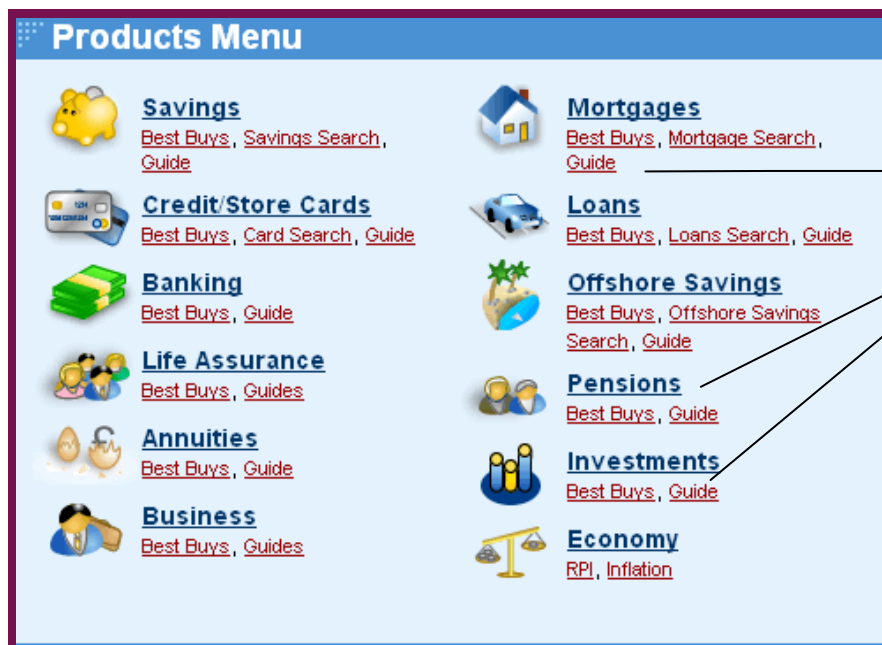 Products Menu
Savings
Best Buys, Savings Search,
Guide
Credit/Store Cards
Best Buys, Card Search, Guide
Banking
Best Buys, Guide
Life Assurance
Best Buys, Guides
Annuities
Best Buys, Guide
Business
Best Buys, Guides
Mortgages
Best Buys, Mortgage Search,
Guide
Loans
Best Buys, Loans Search, Guide
Offshore Savings
Best Buys, Offshore Savings
Search, Guide
Pensions
Best Buys, Guide
Investments
Best Buys, Guide
Economy
RPI, Inflation